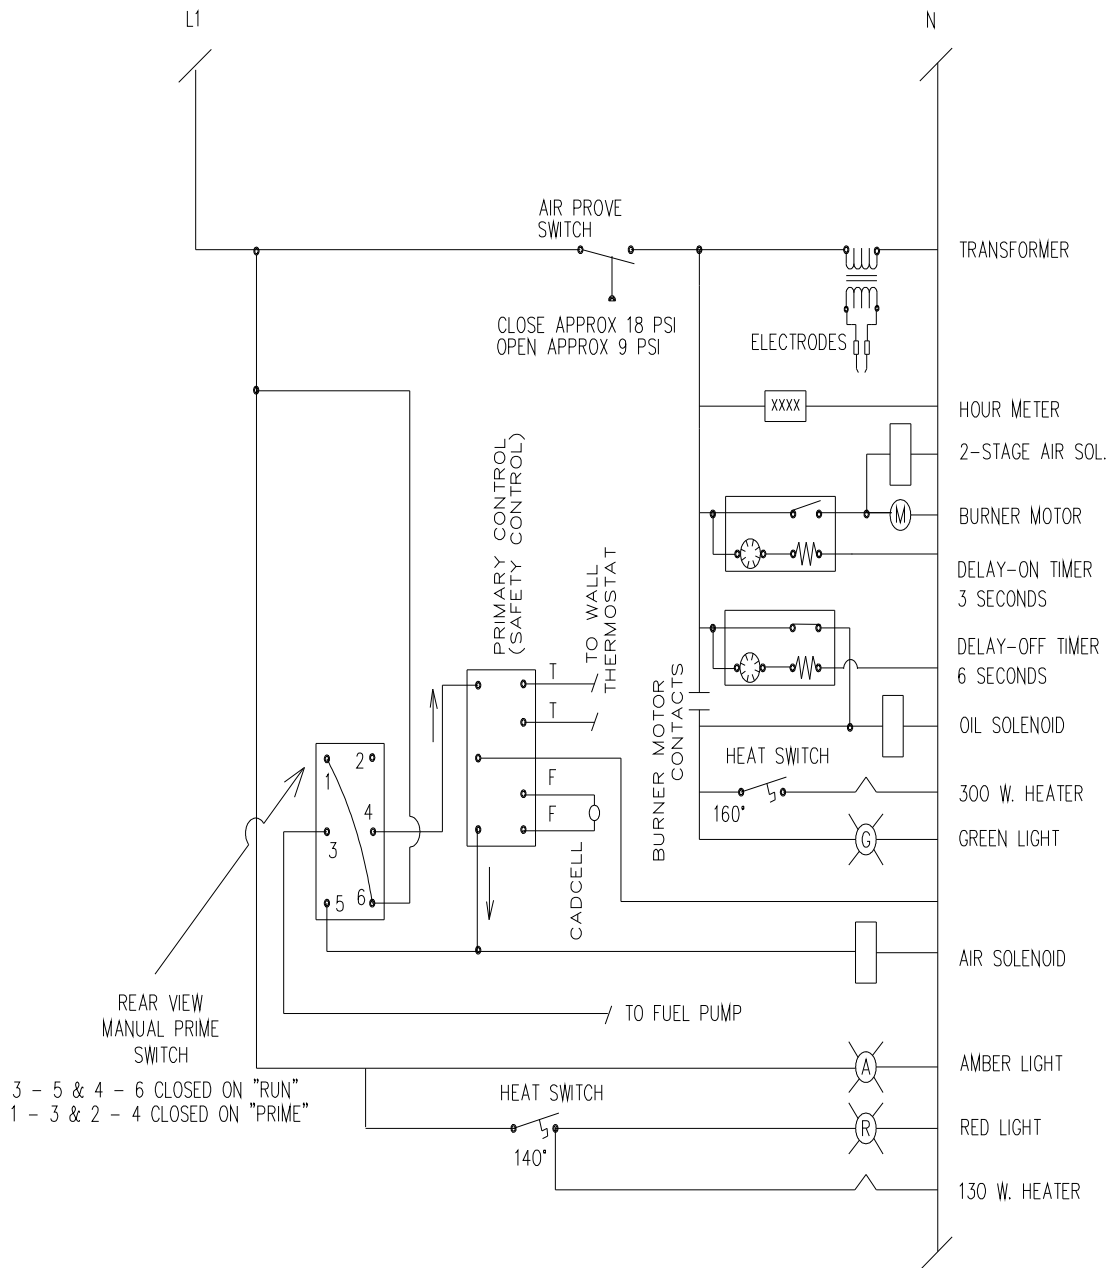 L1
N
AIR PROVE
SWITCH
TRANSFORMER
CLOSE APPROX 18 PSI
OPEN APPROX 9 PSI
ELECTRODES
XXXX
HOUR METER
2-STAGE AIR SOL.
PRIMARY CONTROL
(SAFETY CONTROL)
M
BURNER MOTOR
DELAY-ON TIMER
3 SECONDS
TO WALL
THERMOSTAT
DELAY-OFF TIMER
6 SECONDS
T
T
F
F
BURNER MOTOR
CONTACTS
OIL SOLENOID
HEAT SWITCH
160°
300 W. HEATER
G
GREEN LIGHT
1
2
3
4
5
6
CADCELL
AIR SOLENOID
REAR VIEW
MANUAL PRIME
SWITCH
3 - 5 & 4 - 6 CLOSED ON "RUN"
1 - 3 & 2 - 4 CLOSED ON "PRIME"
TO FUEL PUMP
A
AMBER LIGHT
HEAT SWITCH
140°
R
RED LIGHT
130 W. HEATER